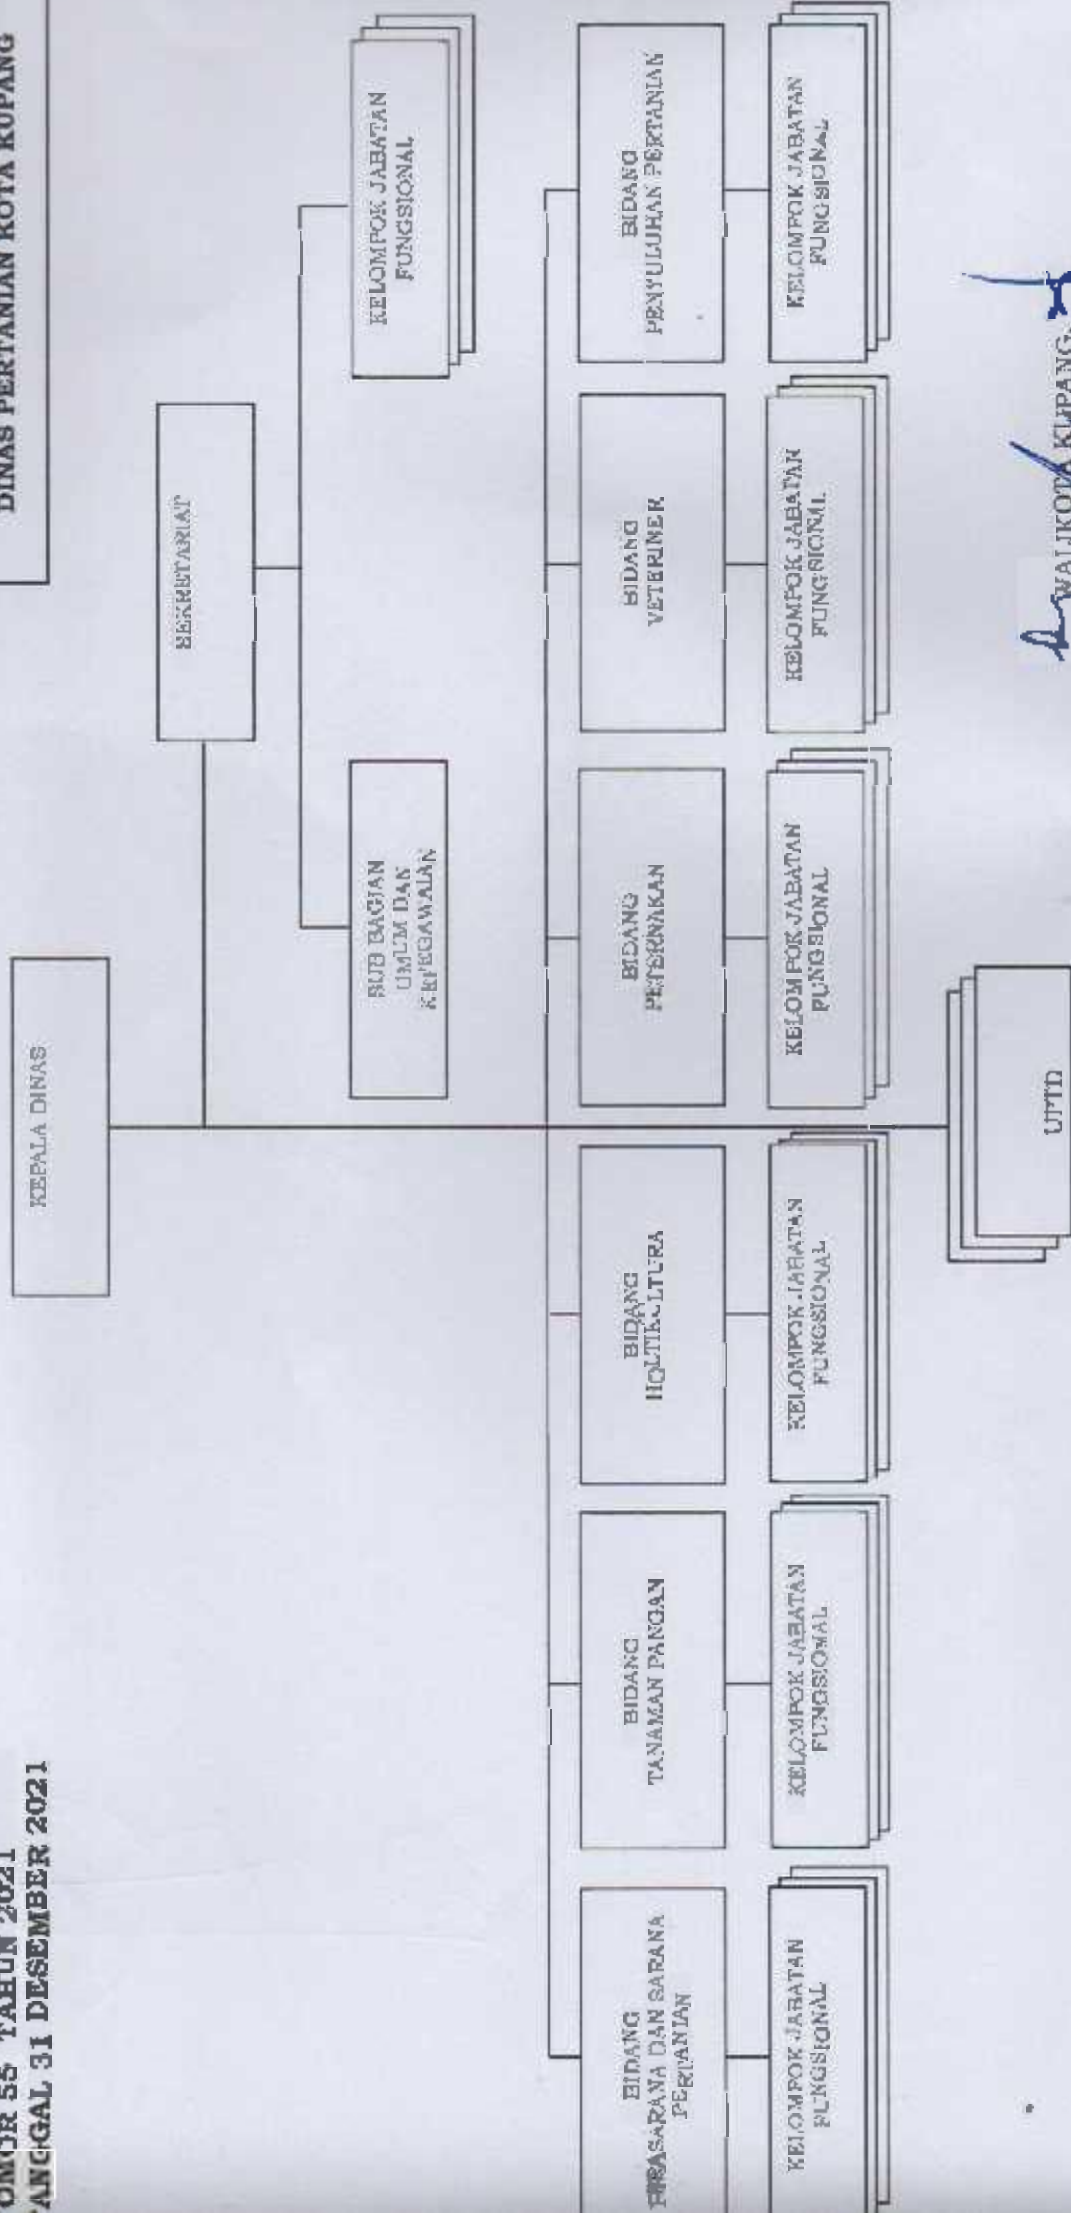 DINAS PERTANIAN KOTA KUPANG
OMOR 55 TAHUN 2021
TANGGAL 31 DESEMBER 2021
KEPALA DINAS
SEKRETARIAT
SUB BAGIAN
UMUM DAN
KEPEGAWAIAN
KELOMPOK JABATAN
FUNGSIONAL
BIDANG
PRASARANA DAN SARANA
PERTANIAN
BIDANG
TANAMAN PANGAN
BIDANG
HOLTIKULTURA
BIDANG
PETERNAKAN
BIDANG
VETERINER
BIDANG
PENYULUHAN PERTANIAN
KELOMPOK JABATAN
FUNGSIONAL
KELOMPOK JABATAN
FUNGSIONAL
KELOMPOK JABATAN
FUNGSIONAL
KELOMPOK JABATAN
FUNGSIONAL
KELOMPOK JABATAN
FUNGSIONAL
KELOMPOK JABATAN
FUNGSIONAL
UPTD
WALIKOTA KUPANG,